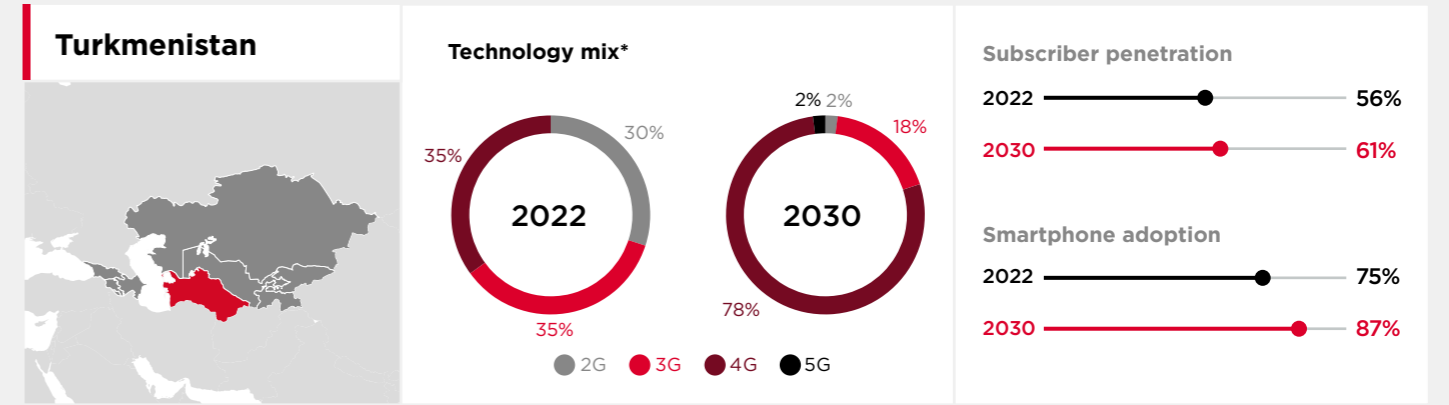 Turkmenistan
Technology mix*
2022
30%
35%
35%
2030
2% 2%
18%
78%
2G 3G 4G 5G
Subscriber penetration
2022 56%
2030 61%
Smartphone adoption
2022 75%
2030 87%